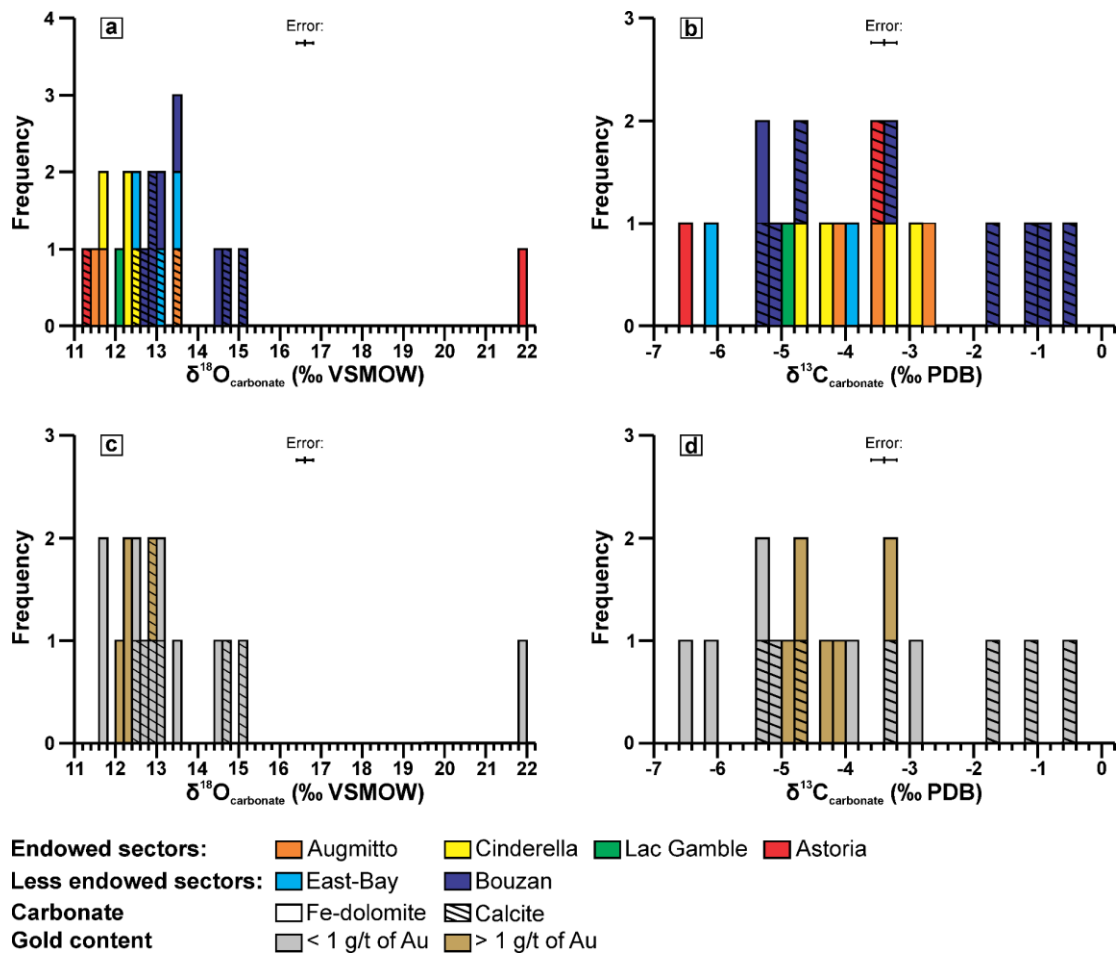 a
Error:
4
3
2
1
0
Frequency
11 12 13 14 15 16 17 18 19 20 21 22
δ18Ocarbonate (‰ VSMOW)
b
Error:
3
2
1
0
Frequency
-7 -6 -5 -4 -3 -2 -1 0
δ13Ccarbonate (‰ PDB)
c
Error:
3
2
1
0
Frequency
11 12 13 14 15 16 17 18 19 20 21 22
δ18Ocarbonate (‰ VSMOW)
d
Error:
3
2
1
0
Frequency
-7 -6 -5 -4 -3 -2 -1 0
δ13Ccarbonate (‰ PDB)
Endowed sectors: Augmitto Cinderella Lac Gamble Astoria
Less endowed sectors: East-Bay Bouzan
Carbonate Fe-dolomite Calcite
Gold content < 1 g/t of Au > 1 g/t of Au